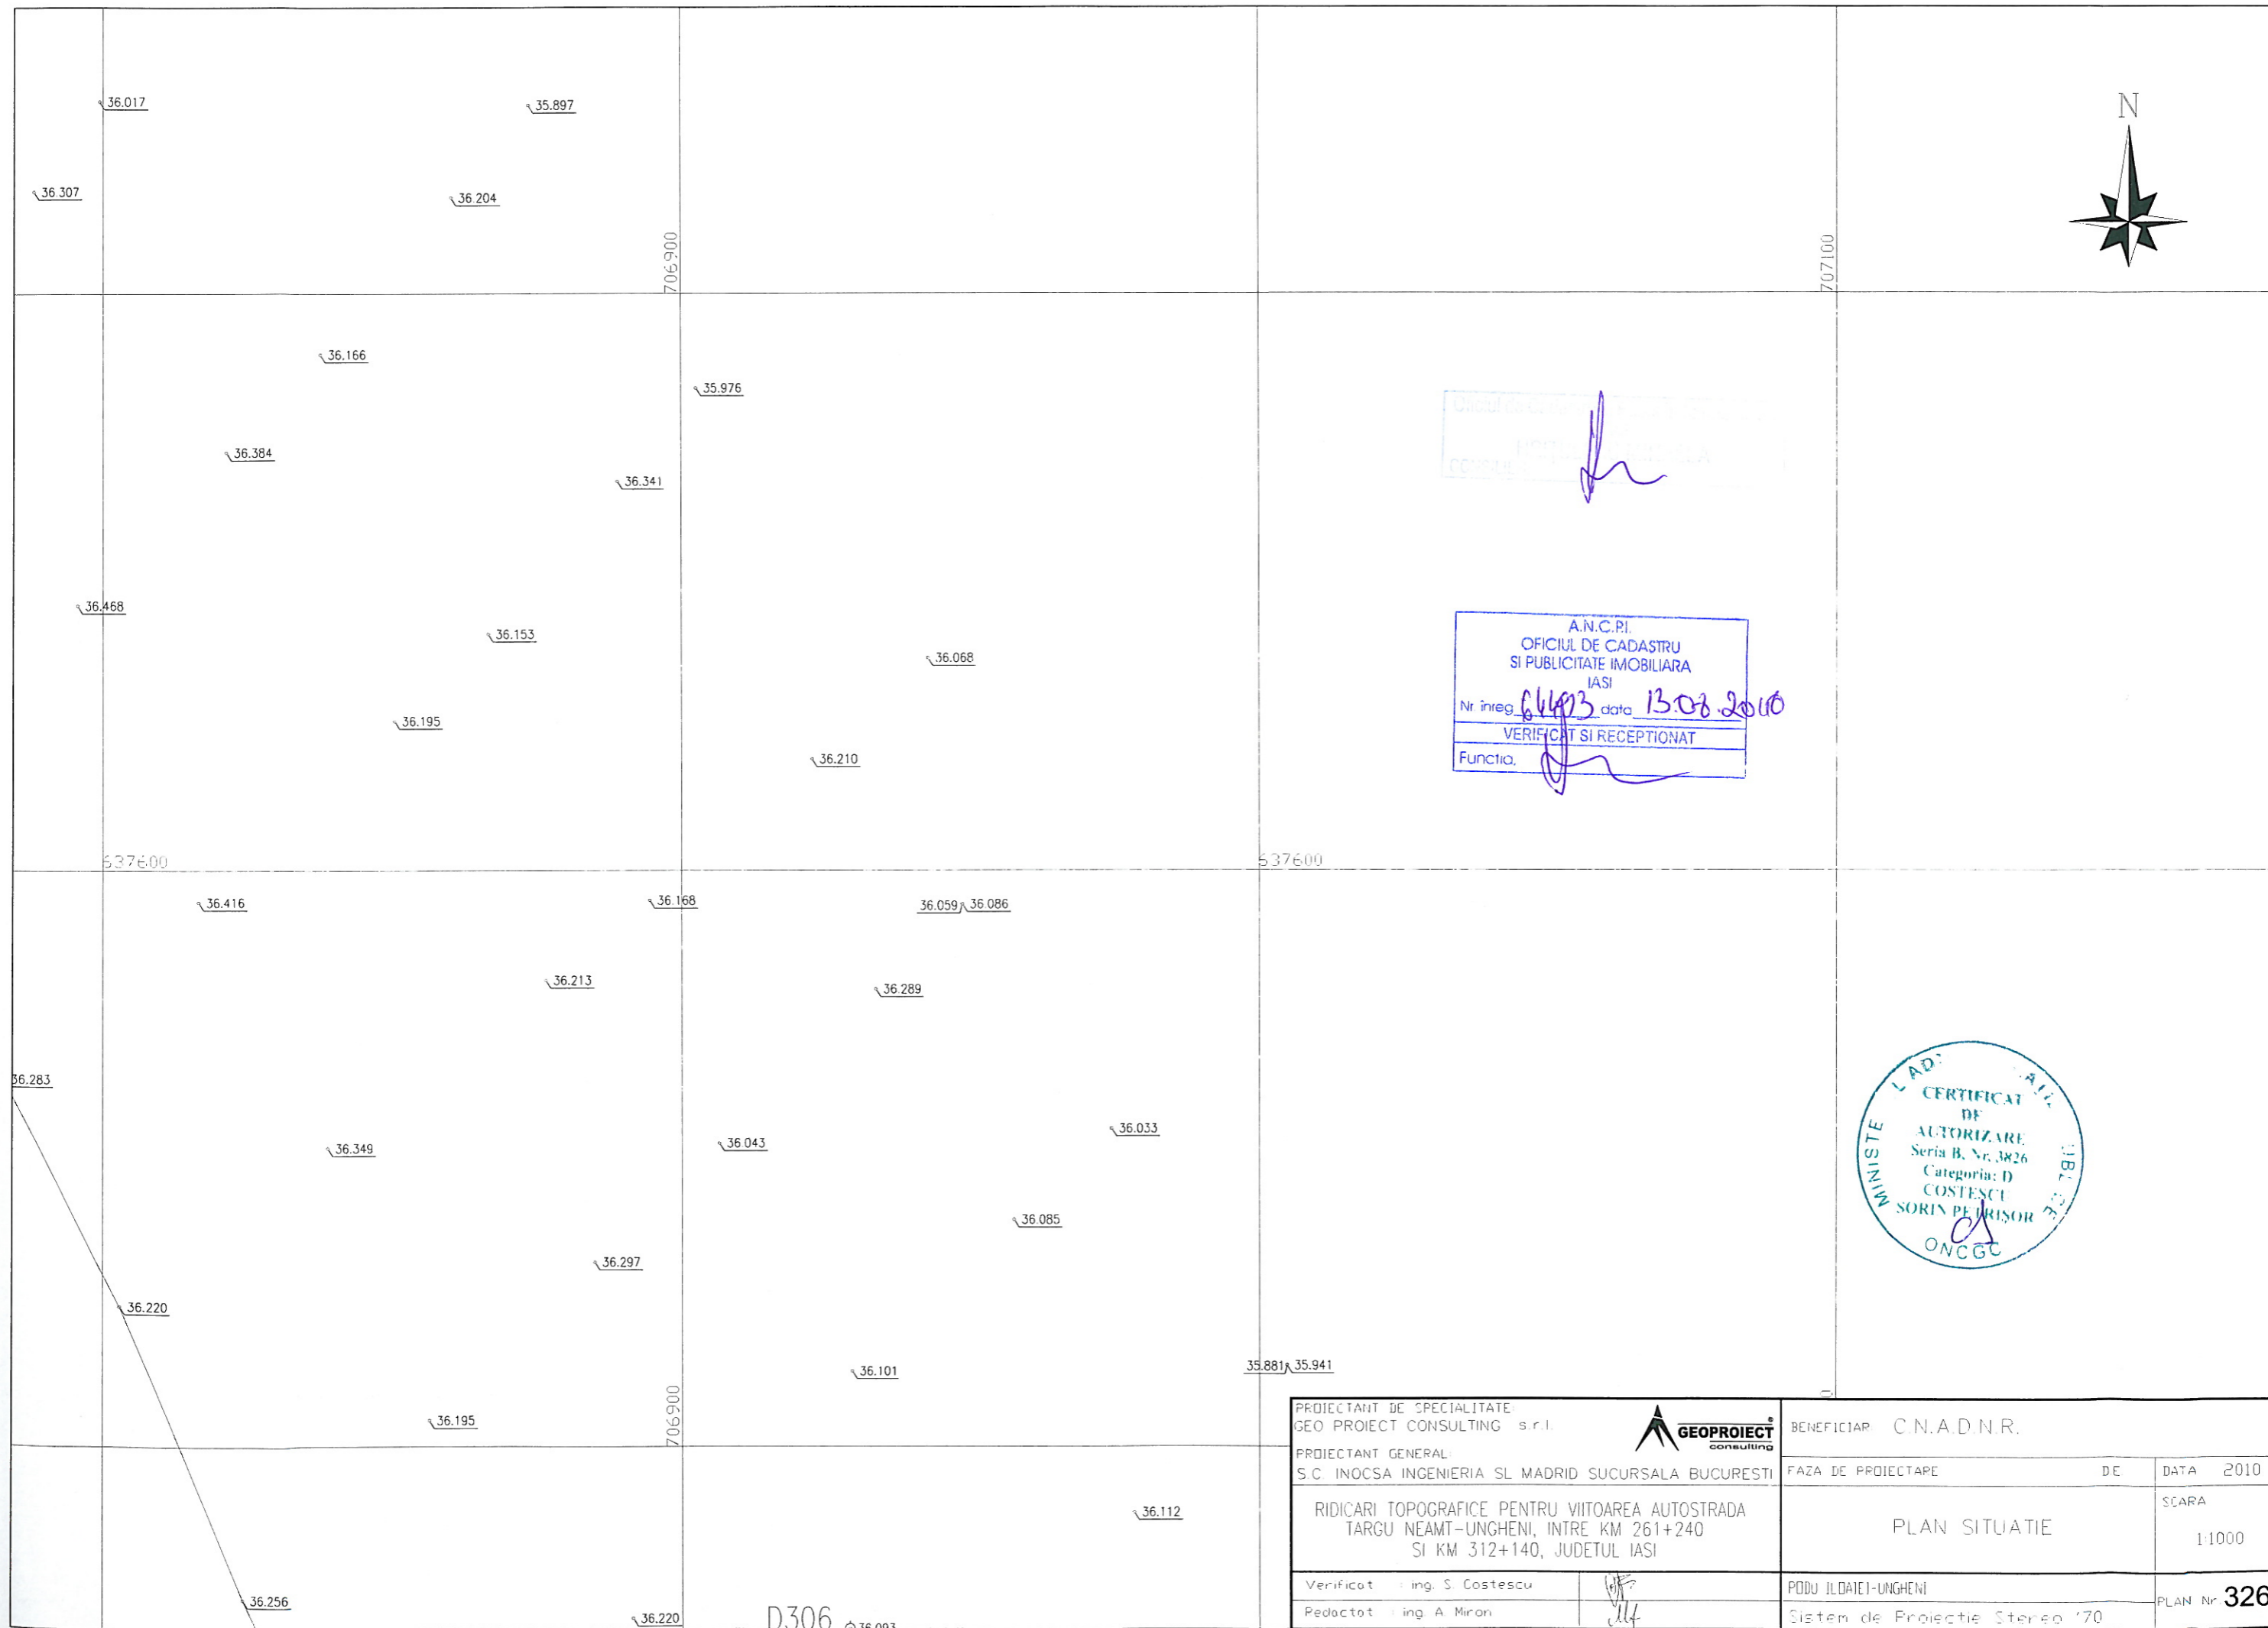 36.017
35.897
N
36.307
36.204
706900
707100
36.166
35.976
36.384
36.341
36.468
36.153
36.068
36.195
36.210
A.N.C.P.I.
OFICIUL DE CADASTRU
SI PUBLICITATE IMOBILIARA
IASI
Nr înreg data 13.08.2010
VERIFICAT SI RECEPTIONAT
Functia,
637600
637600
36.416
36.168
36.059 36.086
36.213
36.289
36.283
36.349
36.043
36.033
36.085
36.297
36.220
36.101
35.881 35.941
36.195
706900
36.112
36.256
36.220
D306 36.093
MINISTE
CERTIFICAT
DE
AUTORIZARE
Seria B, Nr. 3826
Categoria: D
COSTESCU
SORIN PETRISOR
ONCGC
PROIECTANT DE SPECIALITATE:
GEO PROIECT CONSULTING s.r.l.
GEOPROIECT
consulting
PROIECTANT GENERAL:
S.C. INOCSA INGENIERIA SL MADRID SUCURSALA BUCURESTI
BENEFICIAR C.N.A.D.N.R.
FAZA DE PROIECTARE D.E.
DATA 2010
RIDICARI TOPOGRAFICE PENTRU VIITOAREA AUTOSTRADA
TARGU NEAMT-UNGHENI, INTRE KM 261+240
SI KM 312+140, JUDETUL IASI
PLAN SITUATIE
SCARA
1:1000
Verificat : ing. S. Costescu
Redactat : ing. A. Miron
PODU ILOAIEI-UNGHENI
Sistem de Proiectie Stereo '70
PLAN Nr. 326